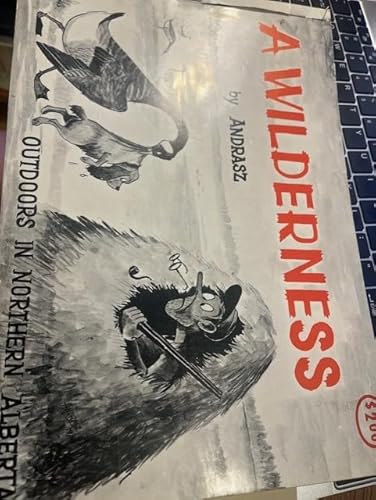 A WILDERNESS
by ANDRASZ
$2.00
OUTDOORS IN NORTHERN ALBERTA